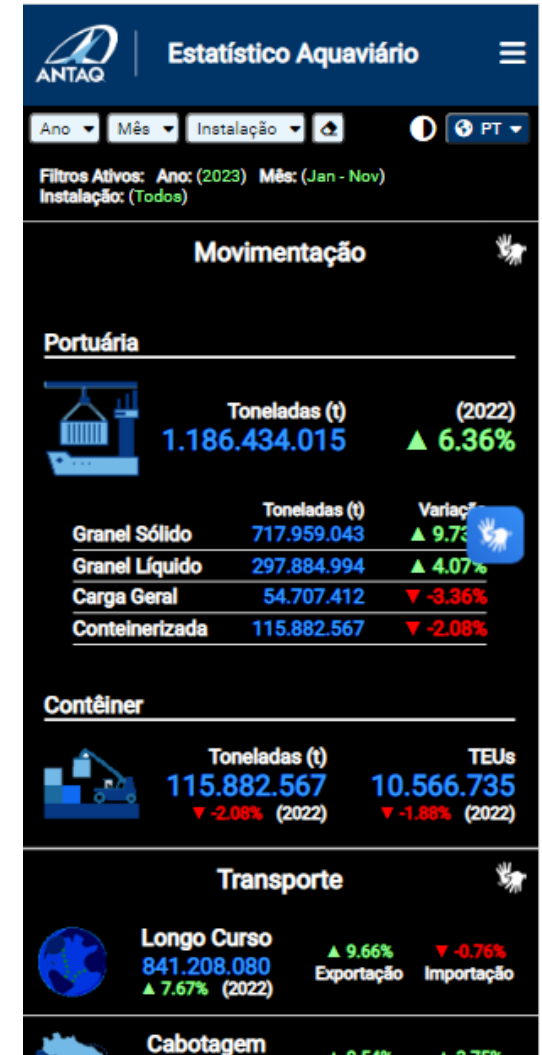 ANTAQ
Estatístico Aquaviário
Ano Mês Instalação PT
Filtros Ativos: Ano: (2023) Mês: (Jan - Nov)
Instalação: (Todos)
Movimentação
Portuária
Toneladas (t) (2022)
1.186.434.015 ▲ 6.36%
Toneladas (t)
Granel Sólido 717.959.043 ▲
Granel Líquido 297.884.994 ▲ 4.07%
Carga Geral 54.707.412 ▼ -3.36%
Conteinerizada 115.882.567 ▼ -2.08%
Contêiner
Toneladas (t) TEUs
115.882.567 10.566.735
▼ -2.08% (2022) ▼ -1.88% (2022)
Transporte
Longo Curso
841.208.080
▲ 7.67% (2022)
▲ 9.66% ▼ -0.76%
Exportação Importação
Cabotagem